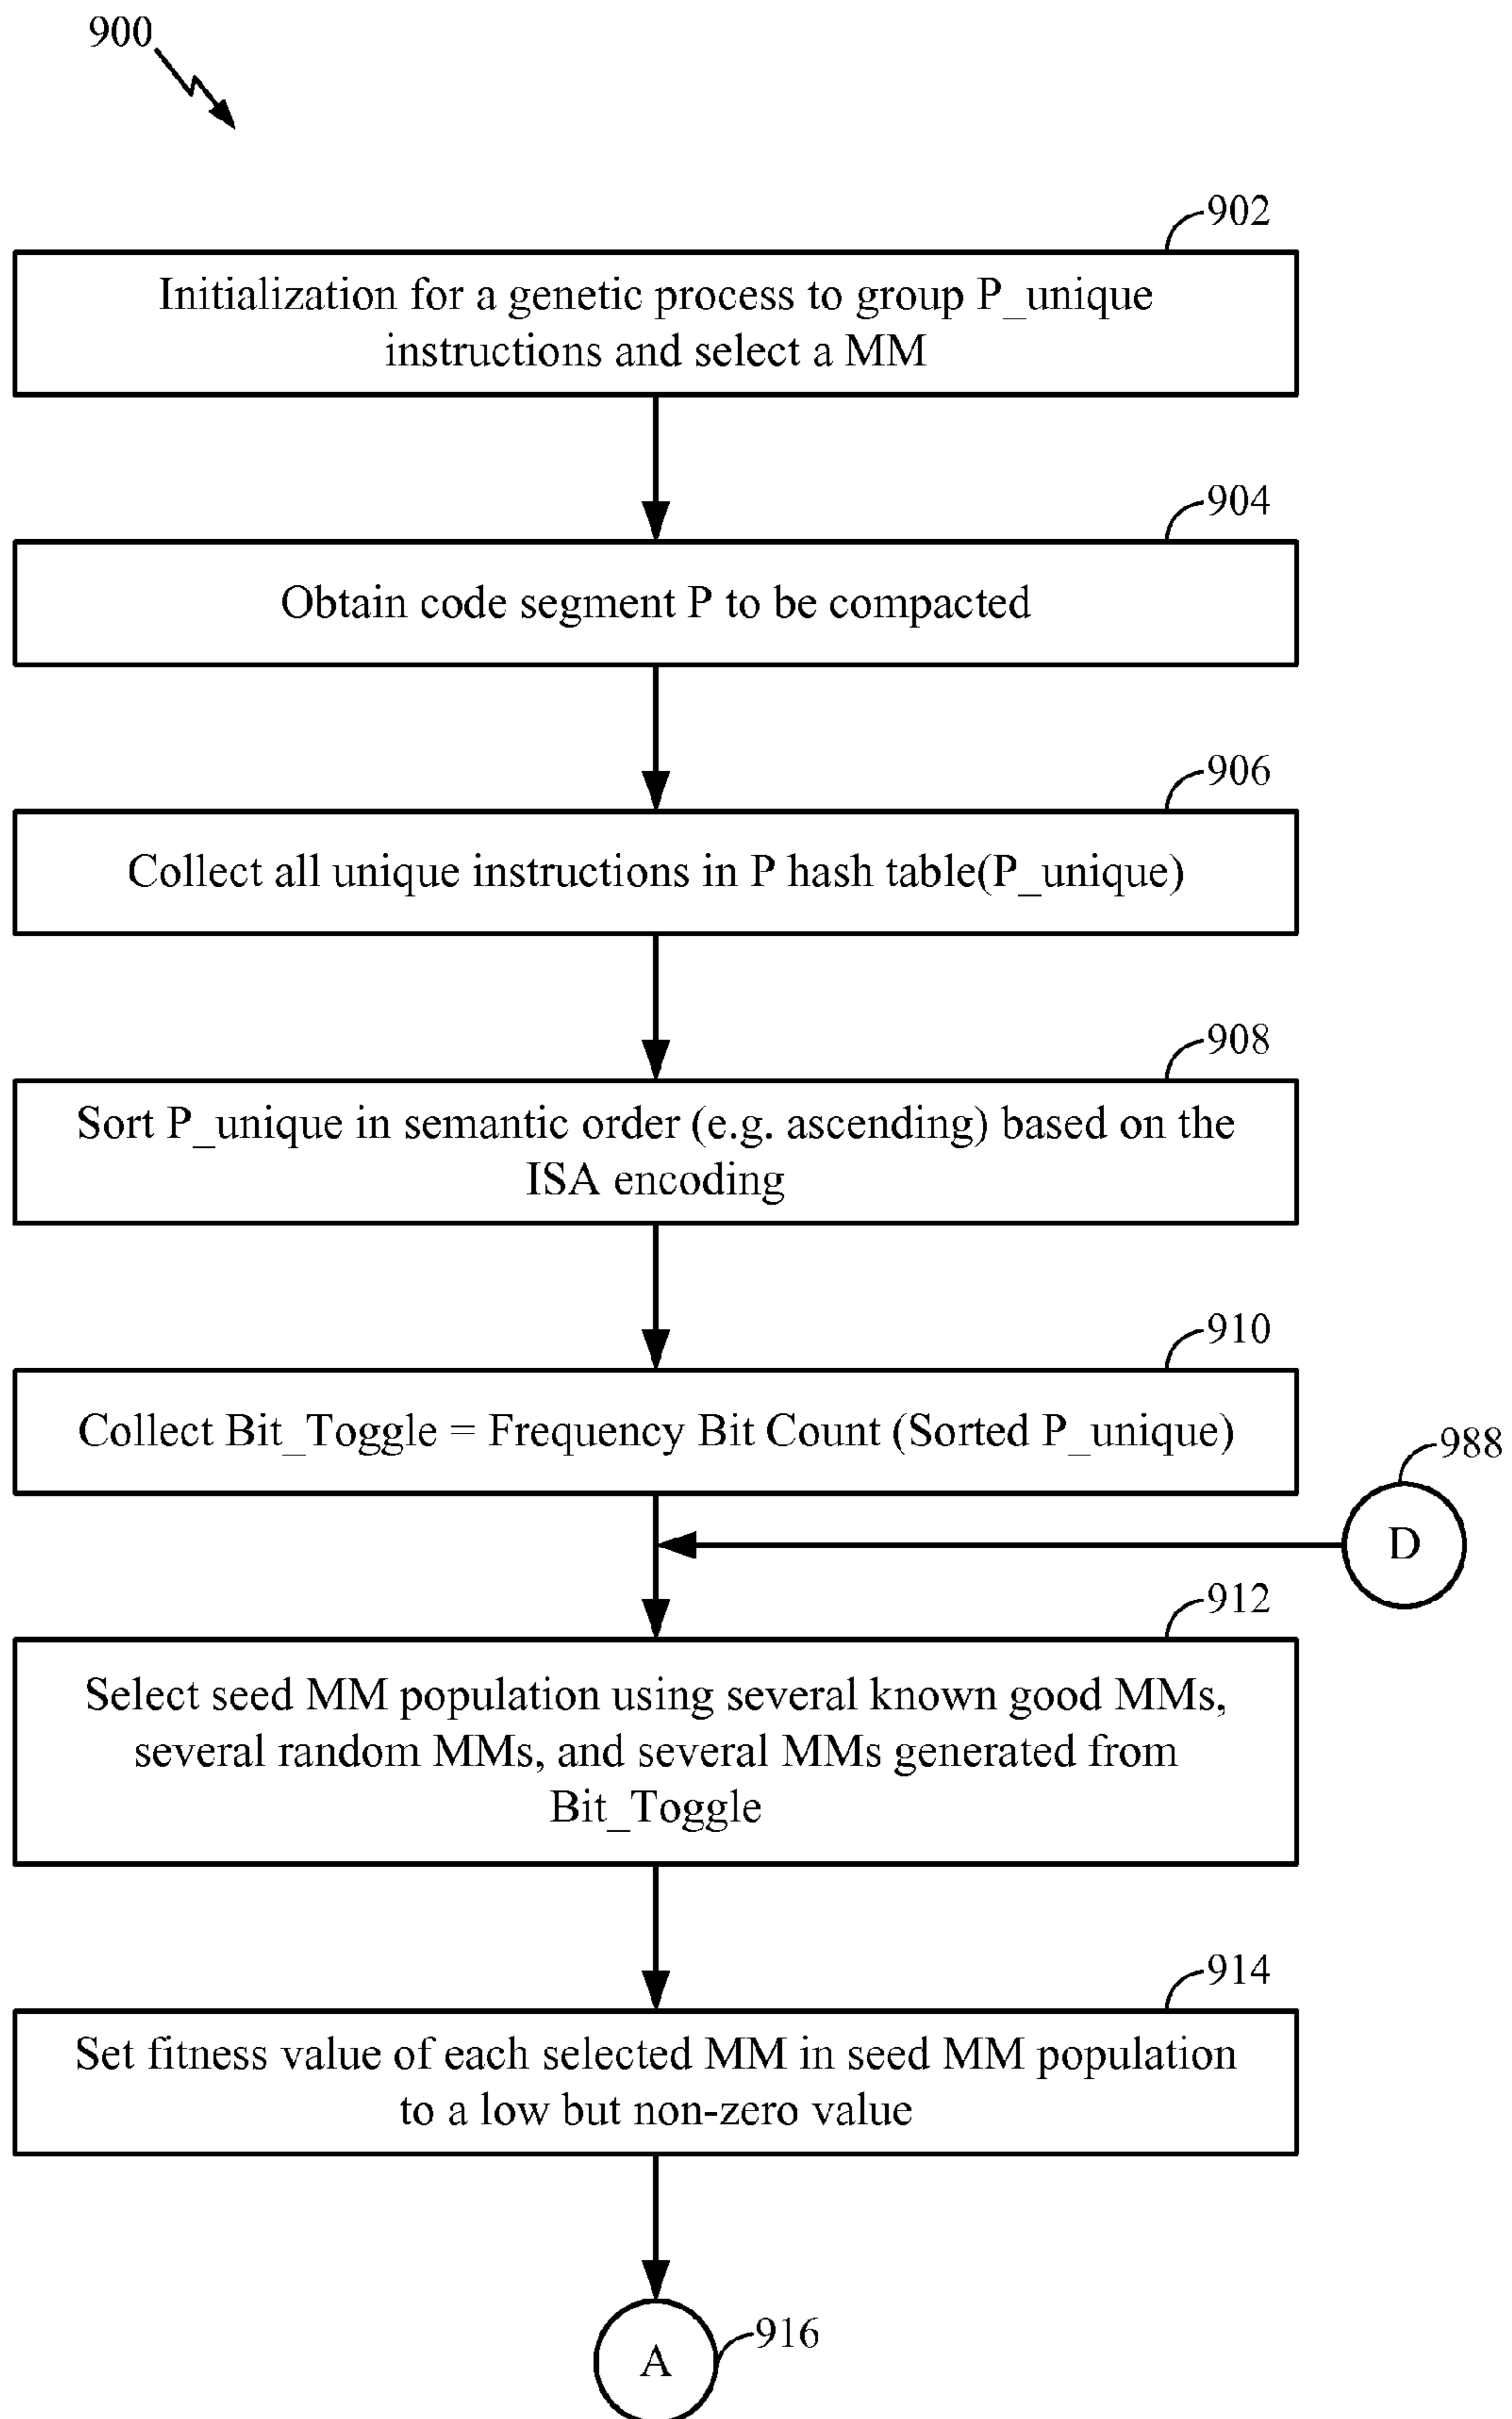 900
902
Initialization for a genetic process to group P_unique
instructions and select a MM
904
Obtain code segment P to be compacted
906
Collect all unique instructions in P hash table(P_unique)
908
Sort P_unique in semantic order (e.g. ascending) based on the
ISA encoding
910
Collect Bit_Toggle = Frequency Bit Count (Sorted P_unique)
988
D
912
Select seed MM population using several known good MMs,
several random MMs, and several MMs generated from
Bit_Toggle
914
Set fitness value of each selected MM in seed MM population
to a low but non-zero value
916
A